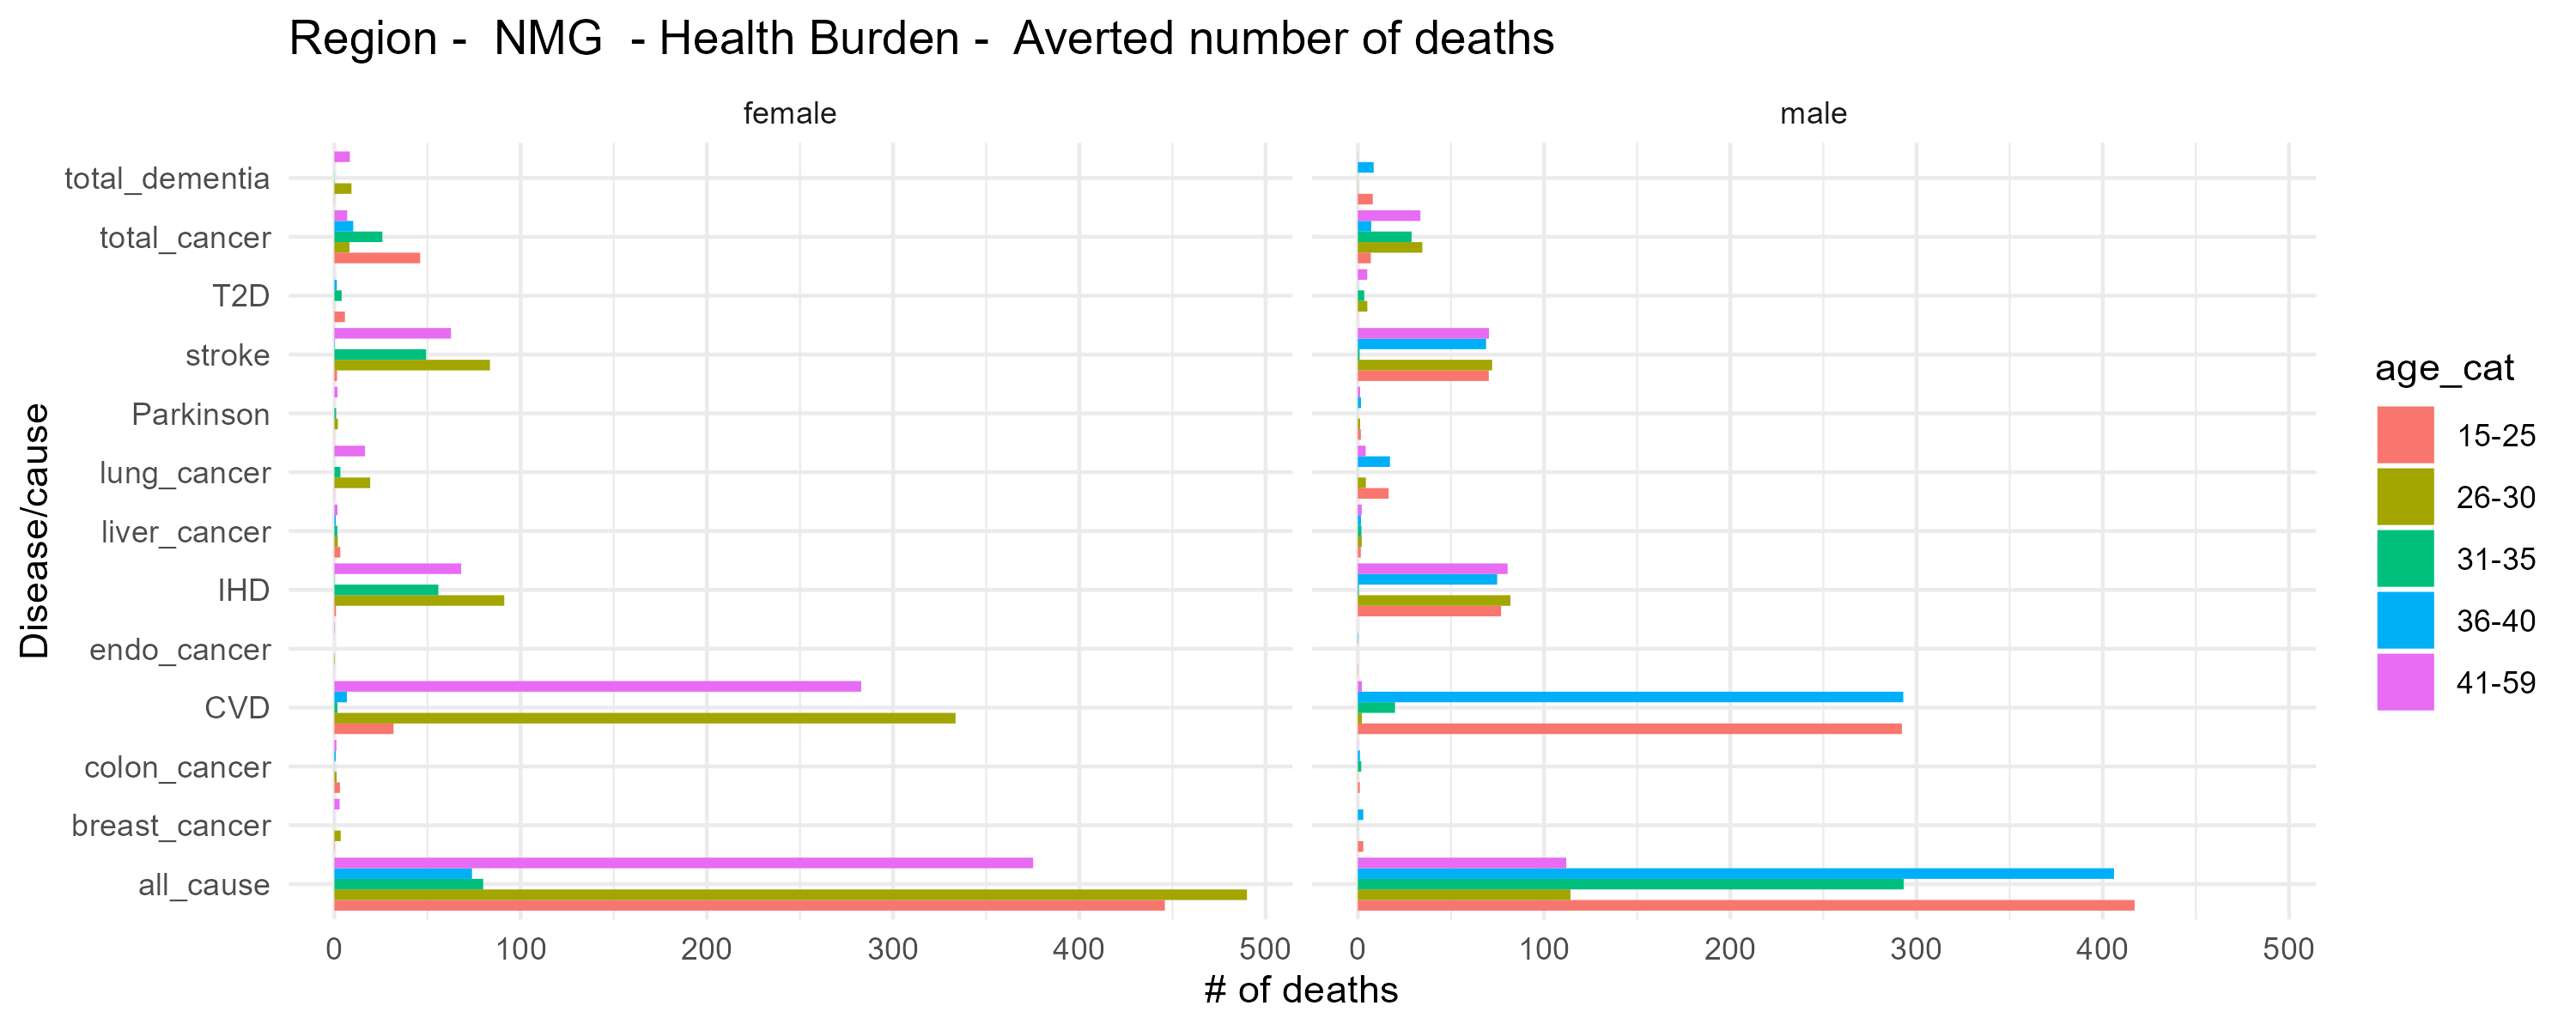 Region -  NMG  - Health Burden -  Averted number of deaths
female
male
total_dementia
total_cancer
T2D
stroke
Parkinson
lung_cancer
liver_cancer
IHD
endo_cancer
CVD
colon_cancer
breast_cancer
all_cause
Disease/cause
0 100 200 300 400 500
0 100 200 300 400 500
# of deaths
age_cat
15-25
26-30
31-35
36-40
41-59